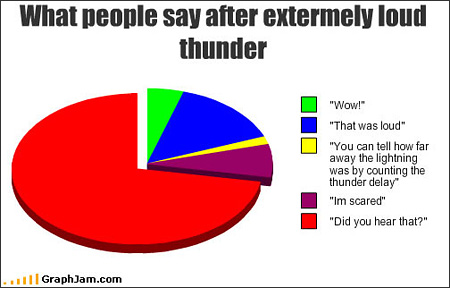 What people say after extermely loud
thunder
"Wow!"
"That was loud"
"You can tell how far
away the lightning
was by counting the
thunder delay"
"Im scared"
"Did you hear that?"
GraphJam.com